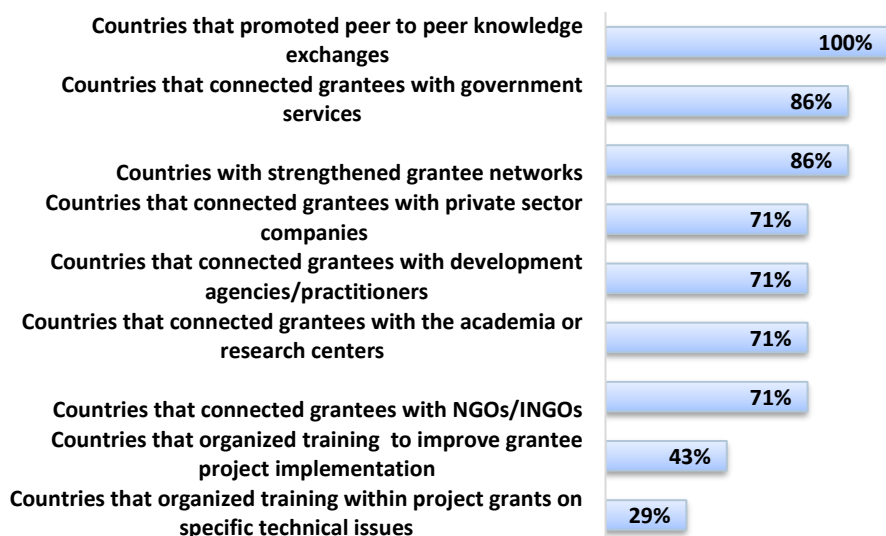 Countries that promoted peer to peer knowledge
exchanges
100%
Countries that connected grantees with government
services
86%
Countries with strengthened grantee networks
86%
Countries that connected grantees with private sector
companies
71%
Countries that connected grantees with development
agencies/practitioners
71%
Countries that connected grantees with the academia or
research centers
71%
Countries that connected grantees with NGOs/INGOs
71%
Countries that organized training to improve grantee
project implementation
43%
Countries that organized training within project grants on
specific technical issues
29%